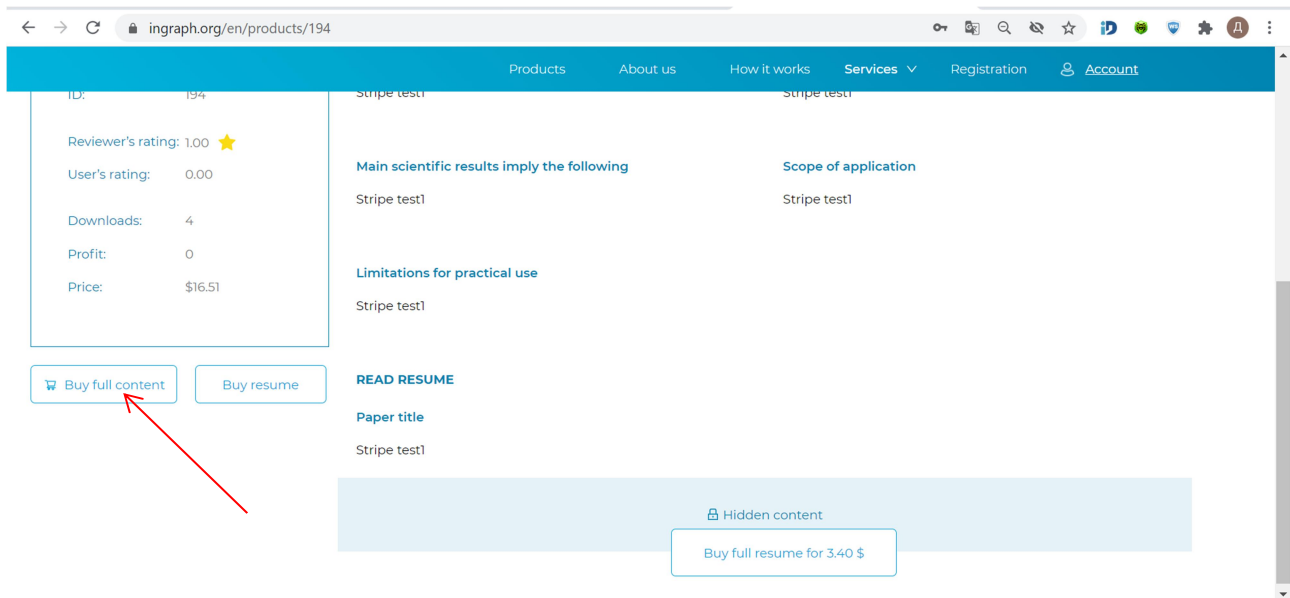 ingraph.org/en/products/194
Д
Products About us How it works Services Registration Account
ID: 194
Reviewer's rating: 1.00
User's rating: 0.00
Downloads: 4
Profit: 0
Price: $16.51
Buy full content Buy resume
Stripe test1 Stripe test1
Main scientific results imply the following Scope of application
Stripe test1 Stripe test1
Limitations for practical use
Stripe test1
READ RESUME
Paper title
Stripe test1
Hidden content
Buy full resume for 3.40 $